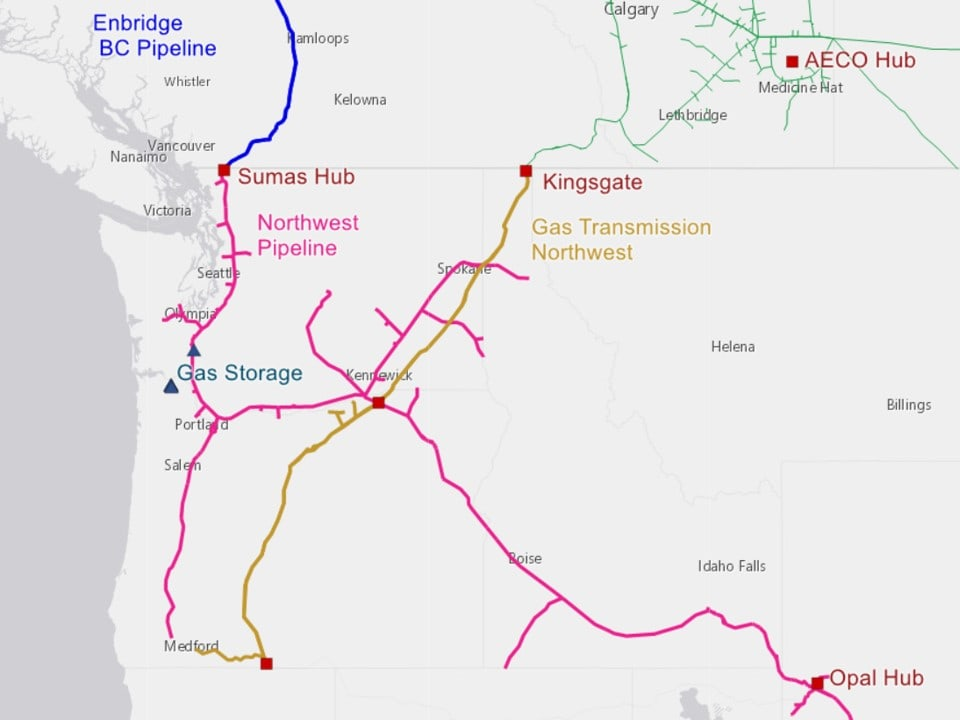 Calgary
Enbridge
BC Pipeline
Kamloops
AECO Hub
Whistler
Medicine Hat
Kelowna
Lethbridge
Vancouver
Nanaimo
Sumas Hub
Kingsgate
Victoria
Northwest
Pipeline
Gas Transmission
Northwest
Seattle
Spokane
Olympia
Helena
Gas Storage
Kennewick
Billings
Portland
Salem
Boise
Idaho Falls
Medford
Opal Hub